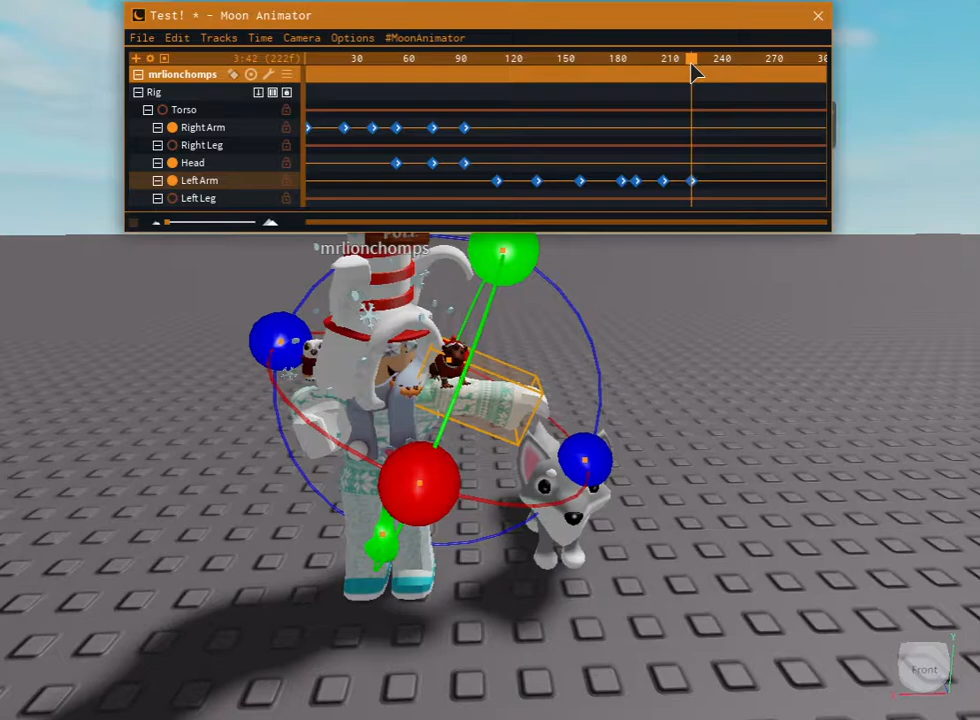 Test! * - Moon Animator
File Edit Tracks Time Camera Options #MoonAnimator
3:42 (222f) 30 60 90 120 150 180 210 240 270
mrlionchomps
Rig
Torso
Right Arm
Right Leg
Head
Left Arm
Left Leg
mrlionchomps
Front
Y